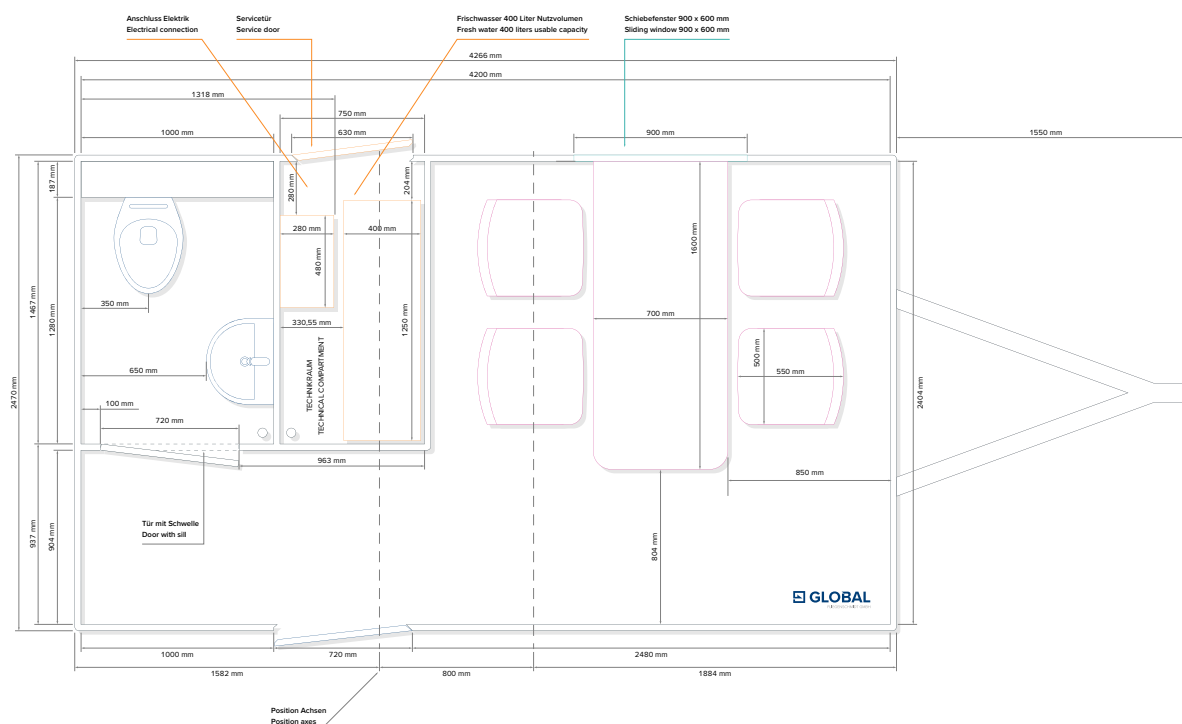 Anschluss Elektrik
Electrical connection
Servicetür
Service door
Frischwasser 400 Liter Nutzvolumen
Fresh water 400 liters usable capacity
Schiebefenster 900 x 600 mm
Sliding window 900 x 600 mm
4266 mm
4200 mm
1318 mm
750 mm
1000 mm
630 mm
900 mm
1550 mm
187 mm
280 mm
204 mm
280 mm
400 mm
480 mm
1600 mm
350 mm
1467 mm
1280 mm
330,55 mm
1250 mm
700 mm
TECHNIKRAUM
TECHNICAL COMPARTMENT
500 mm
550 mm
650 mm
2470 mm
2404 mm
100 mm
720 mm
963 mm
850 mm
Tür mit Schwelle
Door with sill
937 mm
904 mm
804 mm
GLOBAL
1000 mm
720 mm
2480 mm
1582 mm
800 mm
1884 mm
Position Achsen
Position axes